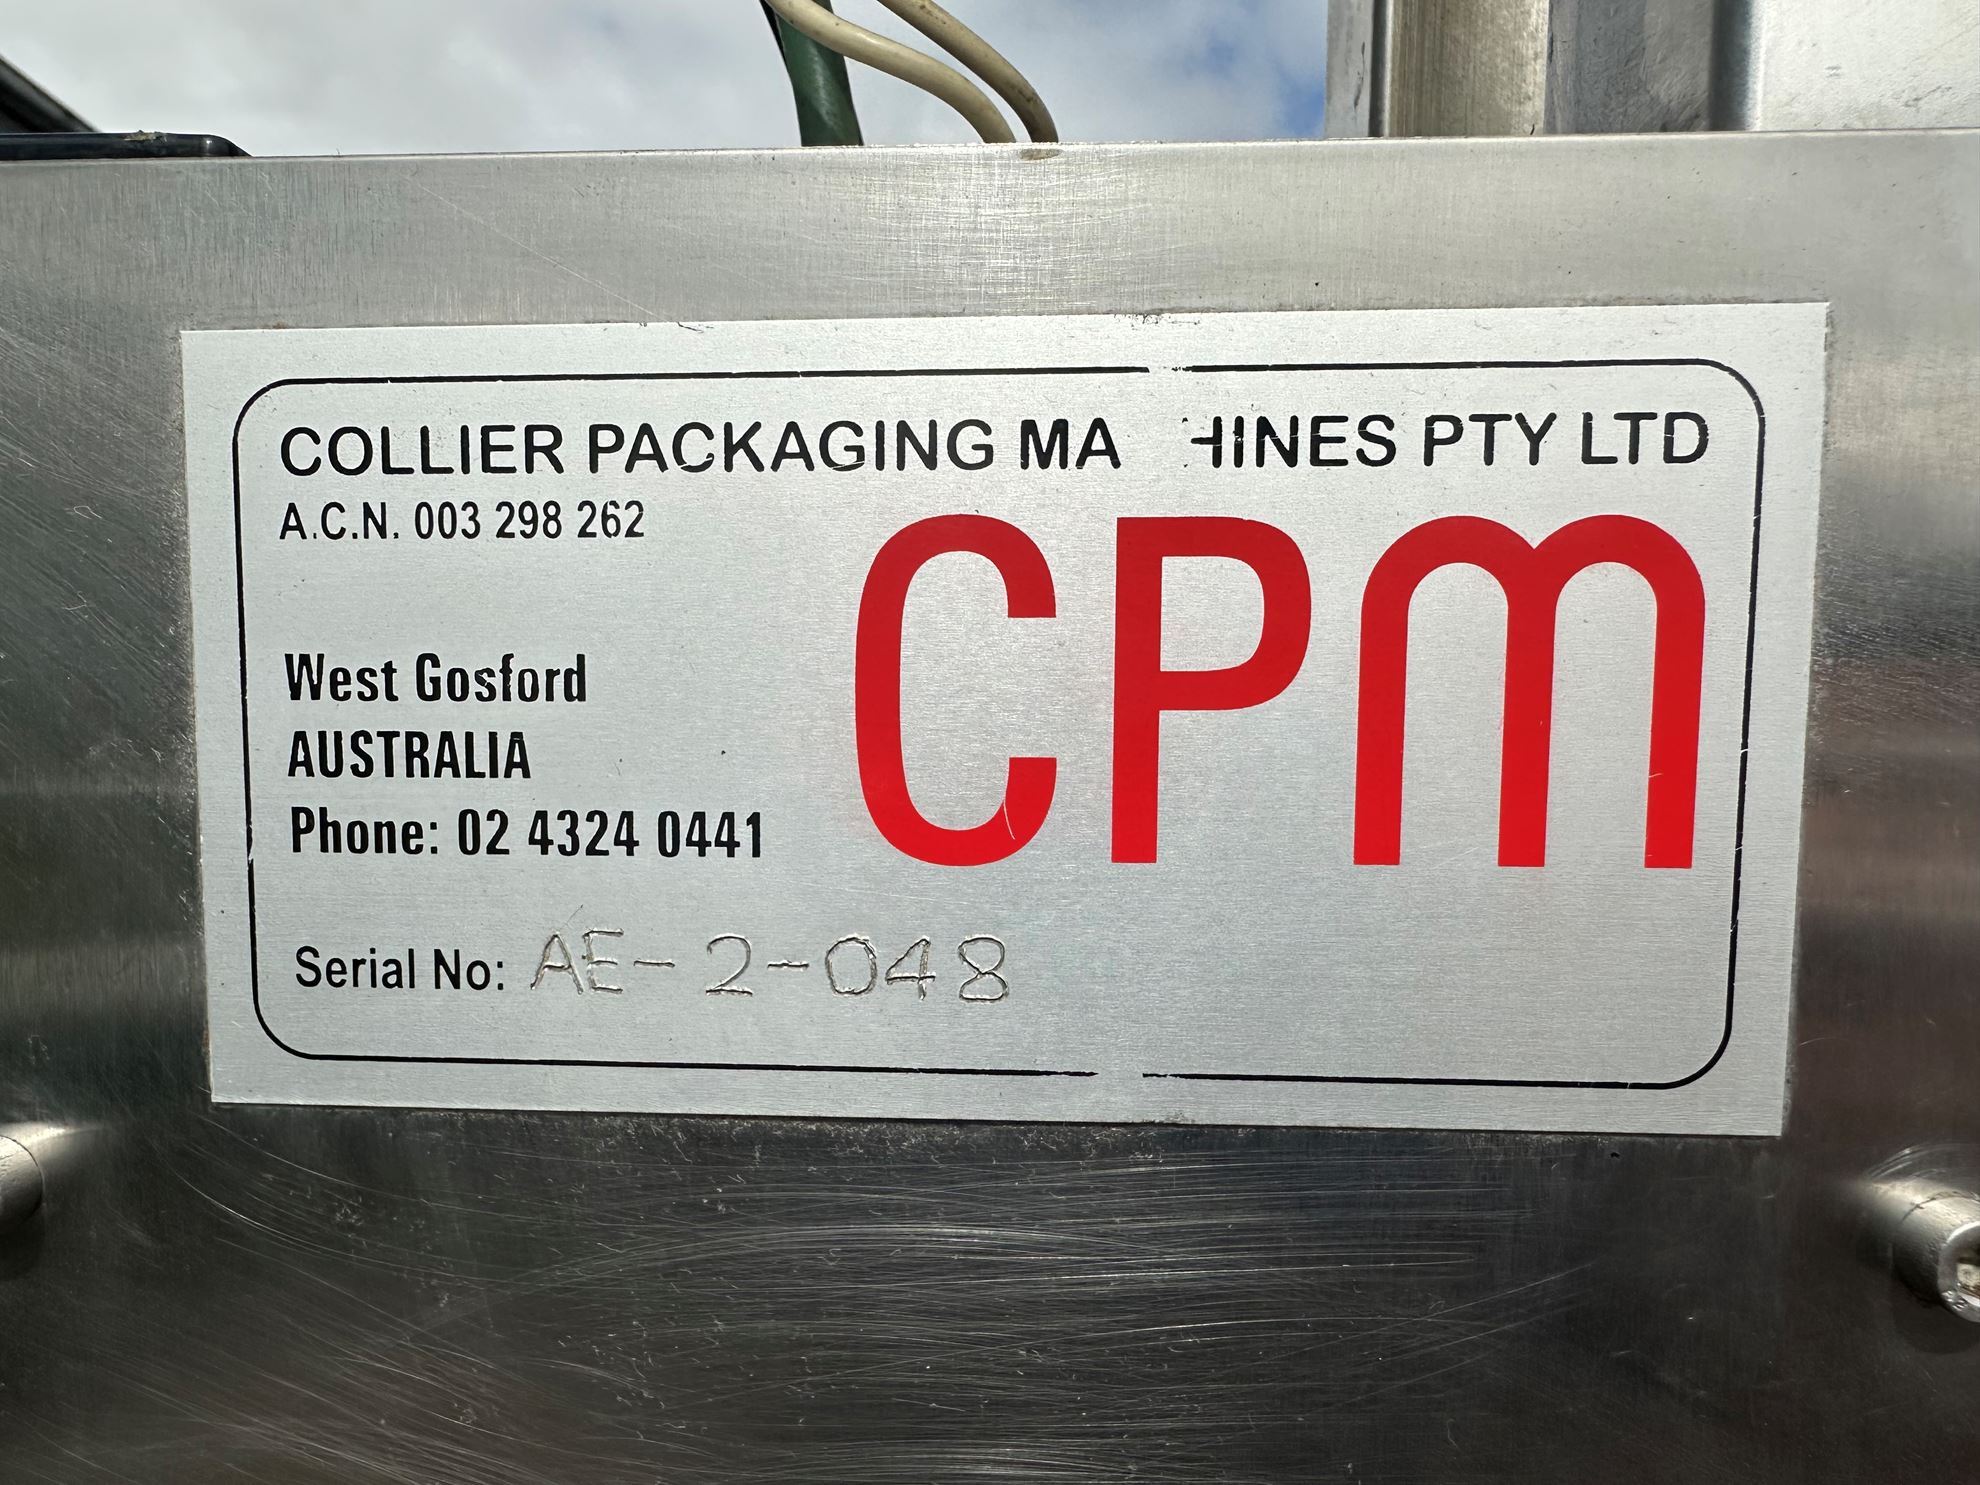 COLLIER PACKAGING MA HINES PTY LTD
A.C.N. 003 298 262
CPM
West Gosford
AUSTRALIA
Phone: 02 4324 0441
Serial No: AE-2-048